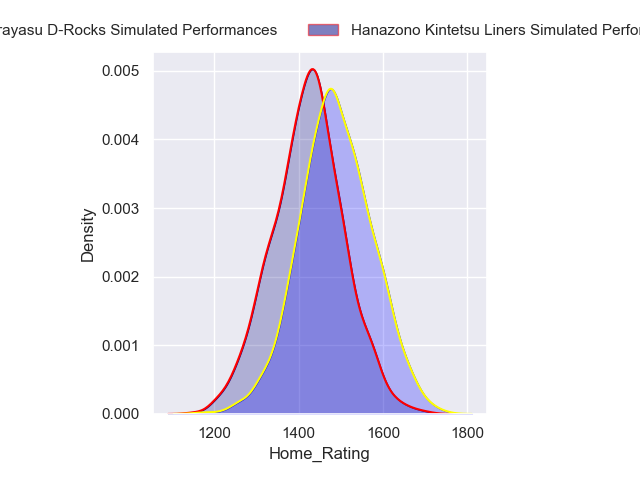 rayasu D-Rocks Simulated Performances Hanazono Kintetsu Liners Simulated Perfor
0.005
0.004
0.003
0.002
0.001
0.000
Density
1200 1400 1600 1800
Home_Rating